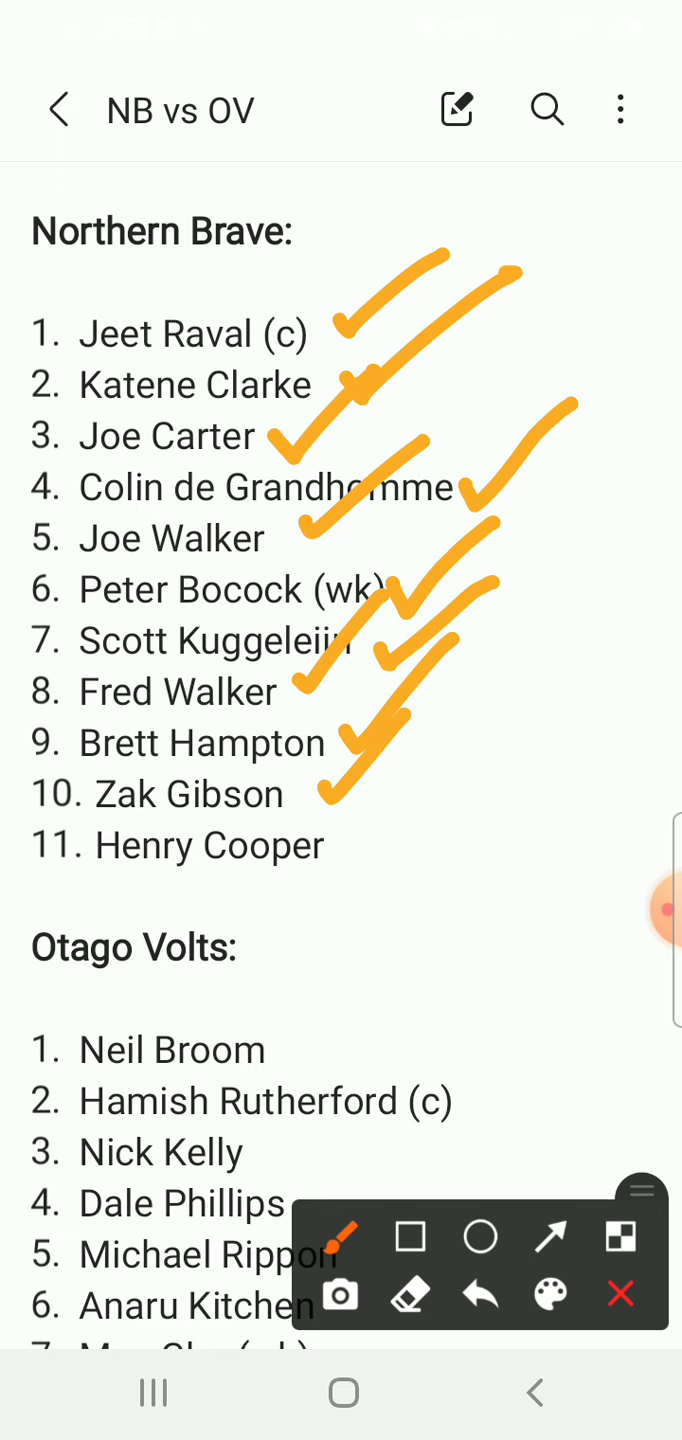 NB vs OV
Northern Brave:
1. Jeet Raval (c)
2. Katene Clarke
3. Joe Carter
4. Colin de Grandhomme
5. Joe Walker
6. Peter Bocock (wk)
7. Scott Kuggeleijn
8. Fred Walker
9. Brett Hampton
10. Zak Gibson
11. Henry Cooper
Otago Volts:
1. Neil Broom
2. Hamish Rutherford (c)
3. Nick Kelly
4. Dale Phillips
5. Michael Rippon
6. Anaru Kitchen